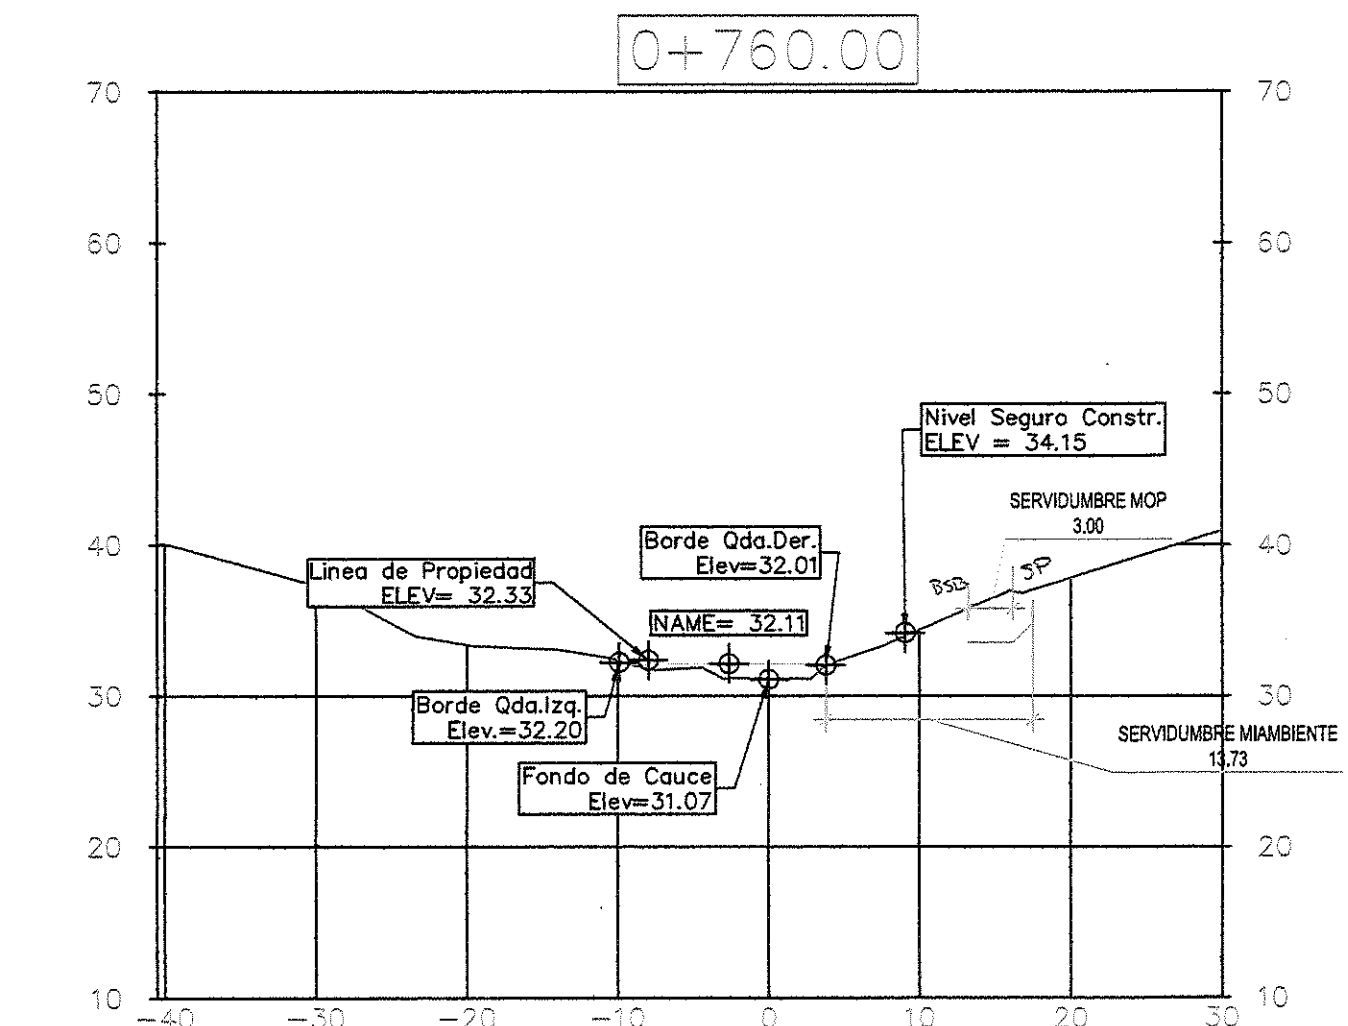 0+760.00
70
70
60
60
50
50
Nivel Seguro Constr.
ELEV = 34.15
SERVIDUMBRE MOP
3.00
40
40
Borde Qda.Der.
Elev=32.01
Linea de Propiedad
ELEV= 32.33
BSB
SP
NAME= 32.11
30
30
Borde Qda.Izq.
Elev.=32.20
SERVIDUMBRE MIAMBIENTE
13.73
Fondo de Cauce
Elev=31.07
20
20
10
10
-40 -30 -20 -10 0 10 20 30